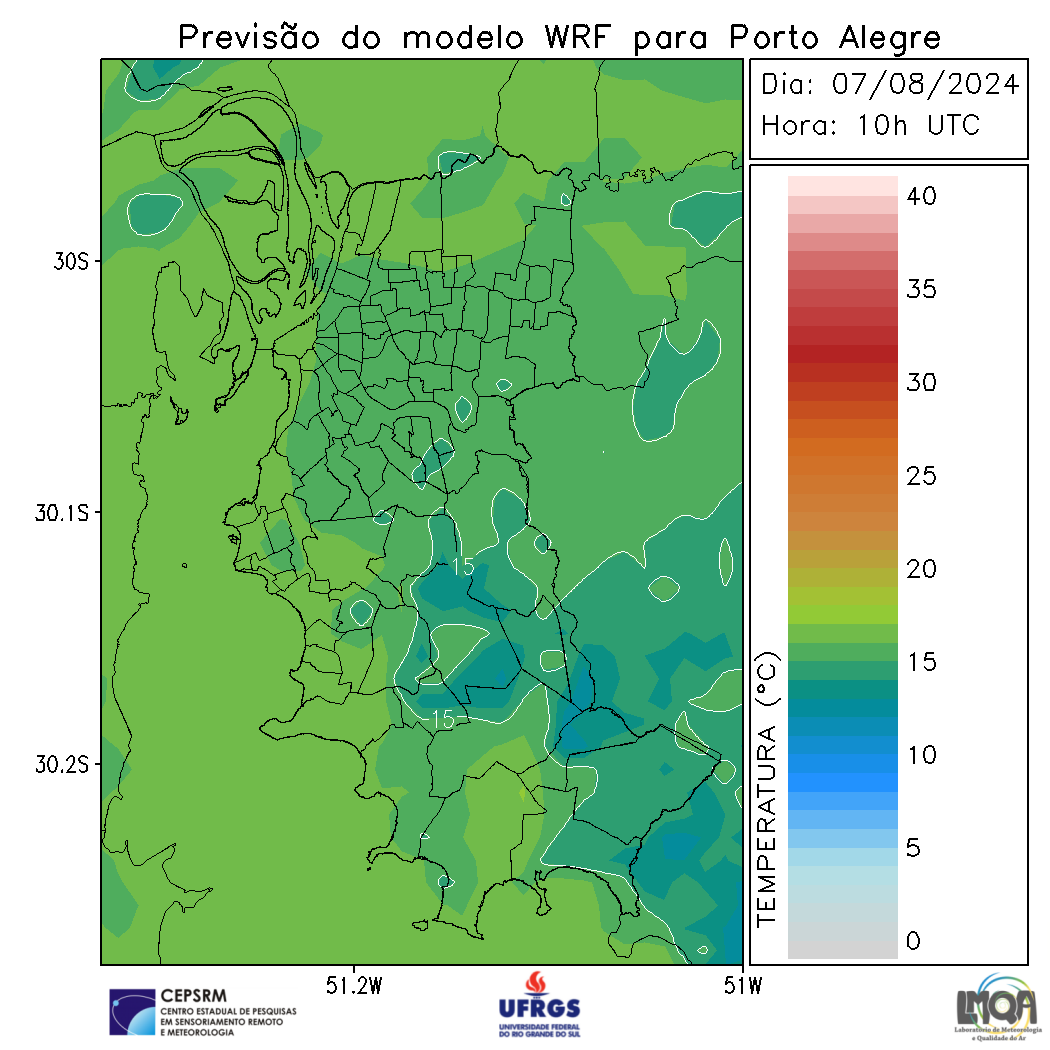 Previsão do modelo WRF para Porto Alegre
Dia: 07/08/2024
Hora: 10h UTC
30S
30.1S
30.2S
51.2W
51W
15
15
TEMPERATURA (°C)
40
35
30
25
20
15
10
5
0
CEPSRM
CENTRO ESTADUAL DE PESQUISAS
EM SENSORIAMENTO REMOTO
E METEOROLOGIA
UFRGS
UNIVERSIDADE FEDERAL
DO RIO GRANDE DO SUL
LMQA
Laboratório de Meteorologia
e Qualidade do Ar